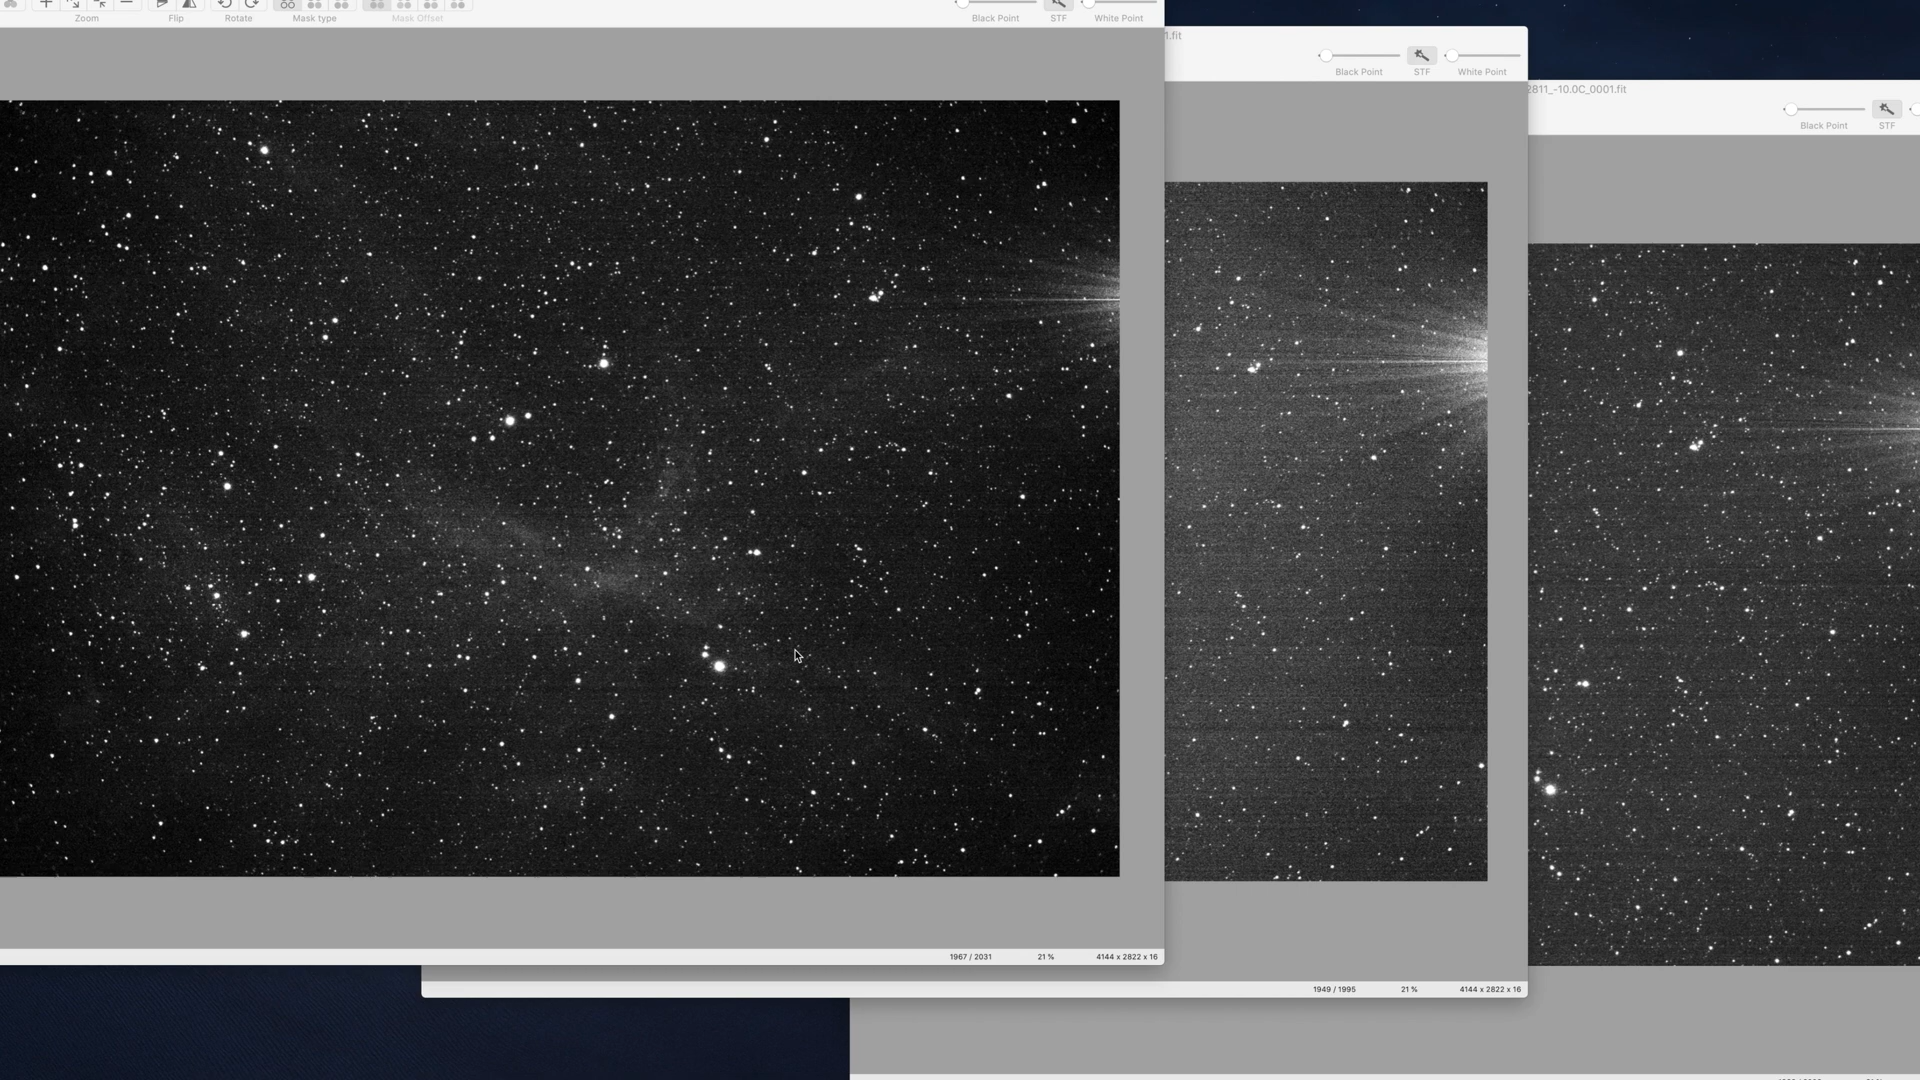 Zoom Flip Rotate Mask type Mask Offset Black Point STF White Point
1.fit
Black Point STF White Point
2811_-10.0C_0001.fit
Black Point STF
1967 / 2031 21 % 4144 x 2822 x 16
1949 / 1995 21 % 4144 x 2822 x 16